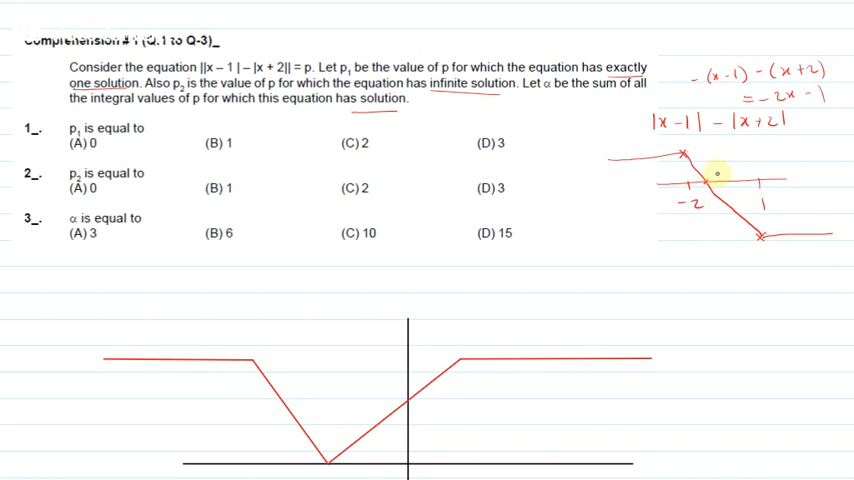 Comprehension # 1 (Q.1 to Q-3)_
Consider the equation ||x – 1 | – |x + 2|| = p. Let p₁ be the value of p for which the equation has exactly
one solution. Also p₂ is the value of p for which the equation has infinite solution. Let α be the sum of all
the integral values of p for which this equation has solution.
1_. p₁ is equal to
(A) 0 (B) 1 (C) 2 (D) 3
2_. p₂ is equal to
(A) 0 (B) 1 (C) 2 (D) 3
3_. α is equal to
(A) 3 (B) 6 (C) 10 (D) 15
- (x-1) - (x+2)
= -2x - 1
|x - 1| - |x + 2|
-2 1